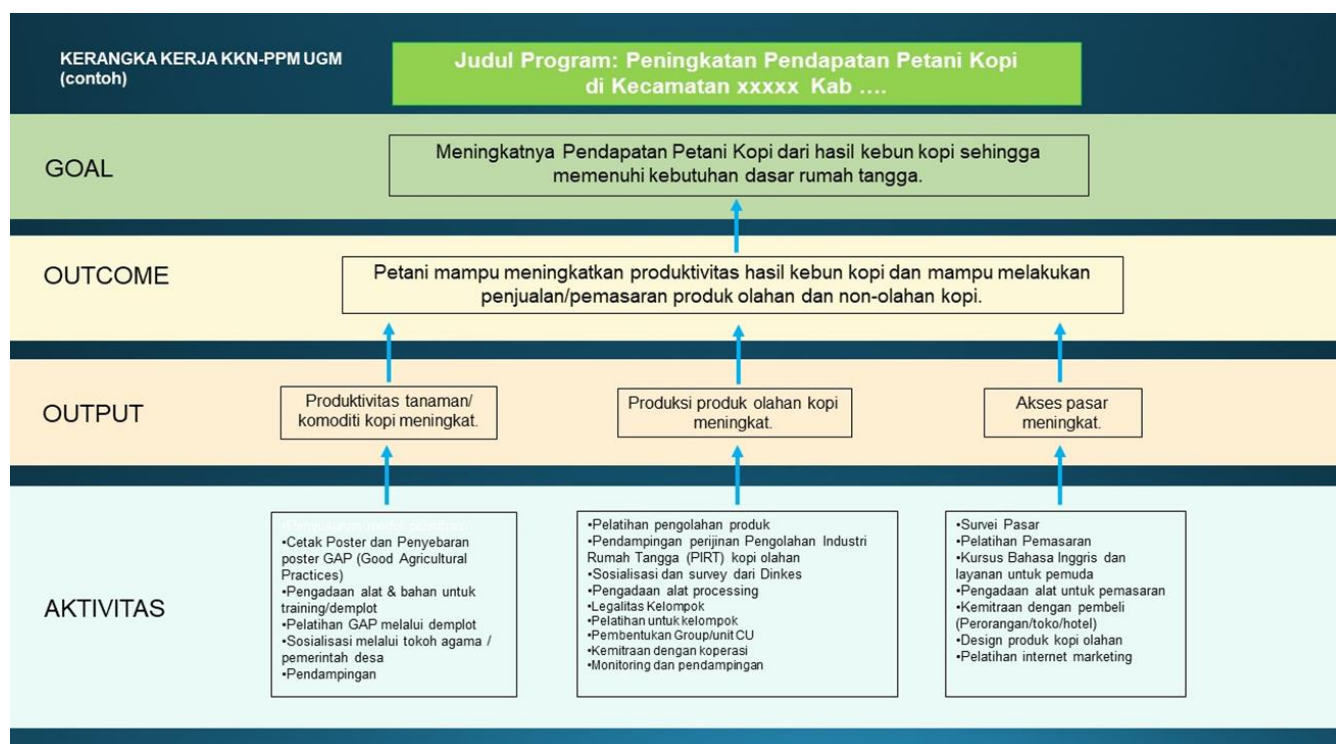 KERANGKA KERJA KKN-PPM UGM
(contoh)
Judul Program: Peningkatan Pendapatan Petani Kopi
di Kecamatan xxxxx Kab ....
GOAL
Meningkatnya Pendapatan Petani Kopi dari hasil kebun kopi sehingga
memenuhi kebutuhan dasar rumah tangga.
OUTCOME
Petani mampu meningkatkan produktivitas hasil kebun kopi dan mampu melakukan
penjualan/pemasaran produk olahan dan non-olahan kopi.
OUTPUT
Produktivitas tanaman/
komoditi kopi meningkat.
Produksi produk olahan kopi
meningkat.
Akses pasar
meningkat.
AKTIVITAS
•Cetak Poster dan Penyebaran
poster GAP (Good Agricultural
Practices)
•Pengadaan alat & bahan untuk
training/demplot
•Pelatihan GAP melalui demplot
•Sosialisasi melalui tokoh agama /
pemerintah desa
•Pendampingan
•Pelatihan pengolahan produk
•Pendampingan perijinan Pengolahan Industri
Rumah Tangga (PIRT) kopi olahan
•Sosialisasi dan survey dari Dinkes
•Pengadaan alat processing
•Legalitas Kelompok
•Pelatihan untuk kelompok
•Pembentukan Group/unit CU
•Kemitraan dengan koperasi
•Monitoring dan pendampingan
•Survei Pasar
•Pelatihan Pemasaran
•Kursus Bahasa Inggris dan
layanan untuk pemuda
•Pengadaan alat untuk pemasaran
•Kemitraan dengan pembeli
(Perorangan/toko/hotel)
•Design produk kopi olahan
•Pelatihan internet marketing